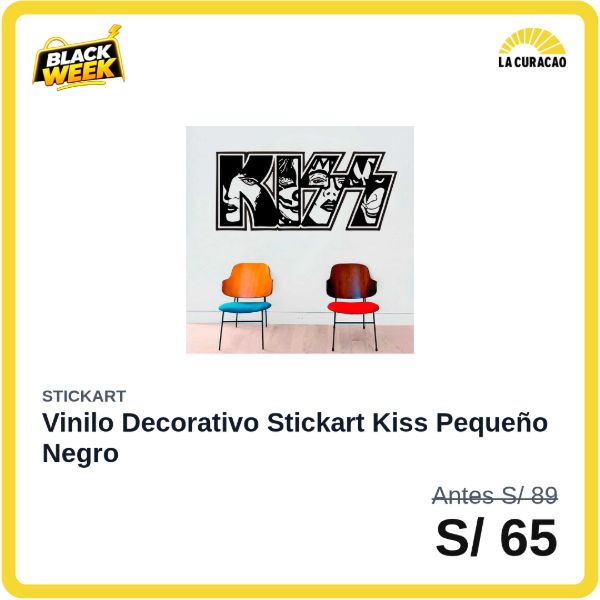 BLACK
WEEK
LA CURACAO
KISS
STICKART
Vinilo Decorativo Stickart Kiss Pequeño
Negro
Antes S/ 89
S/ 65